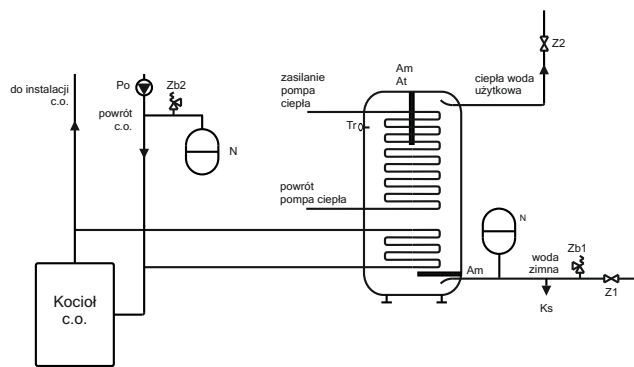 do instalacji
c.o.
Po
Zb2
powrót
c.o.
N
zasilanie
pompa
ciepła
Am
At
Tr
ciepła woda
użytkowa
Z2
powrót
pompa ciepła
N
Am
woda
zimna
Zb1
Ks
Z1
Kocioł
c.o.